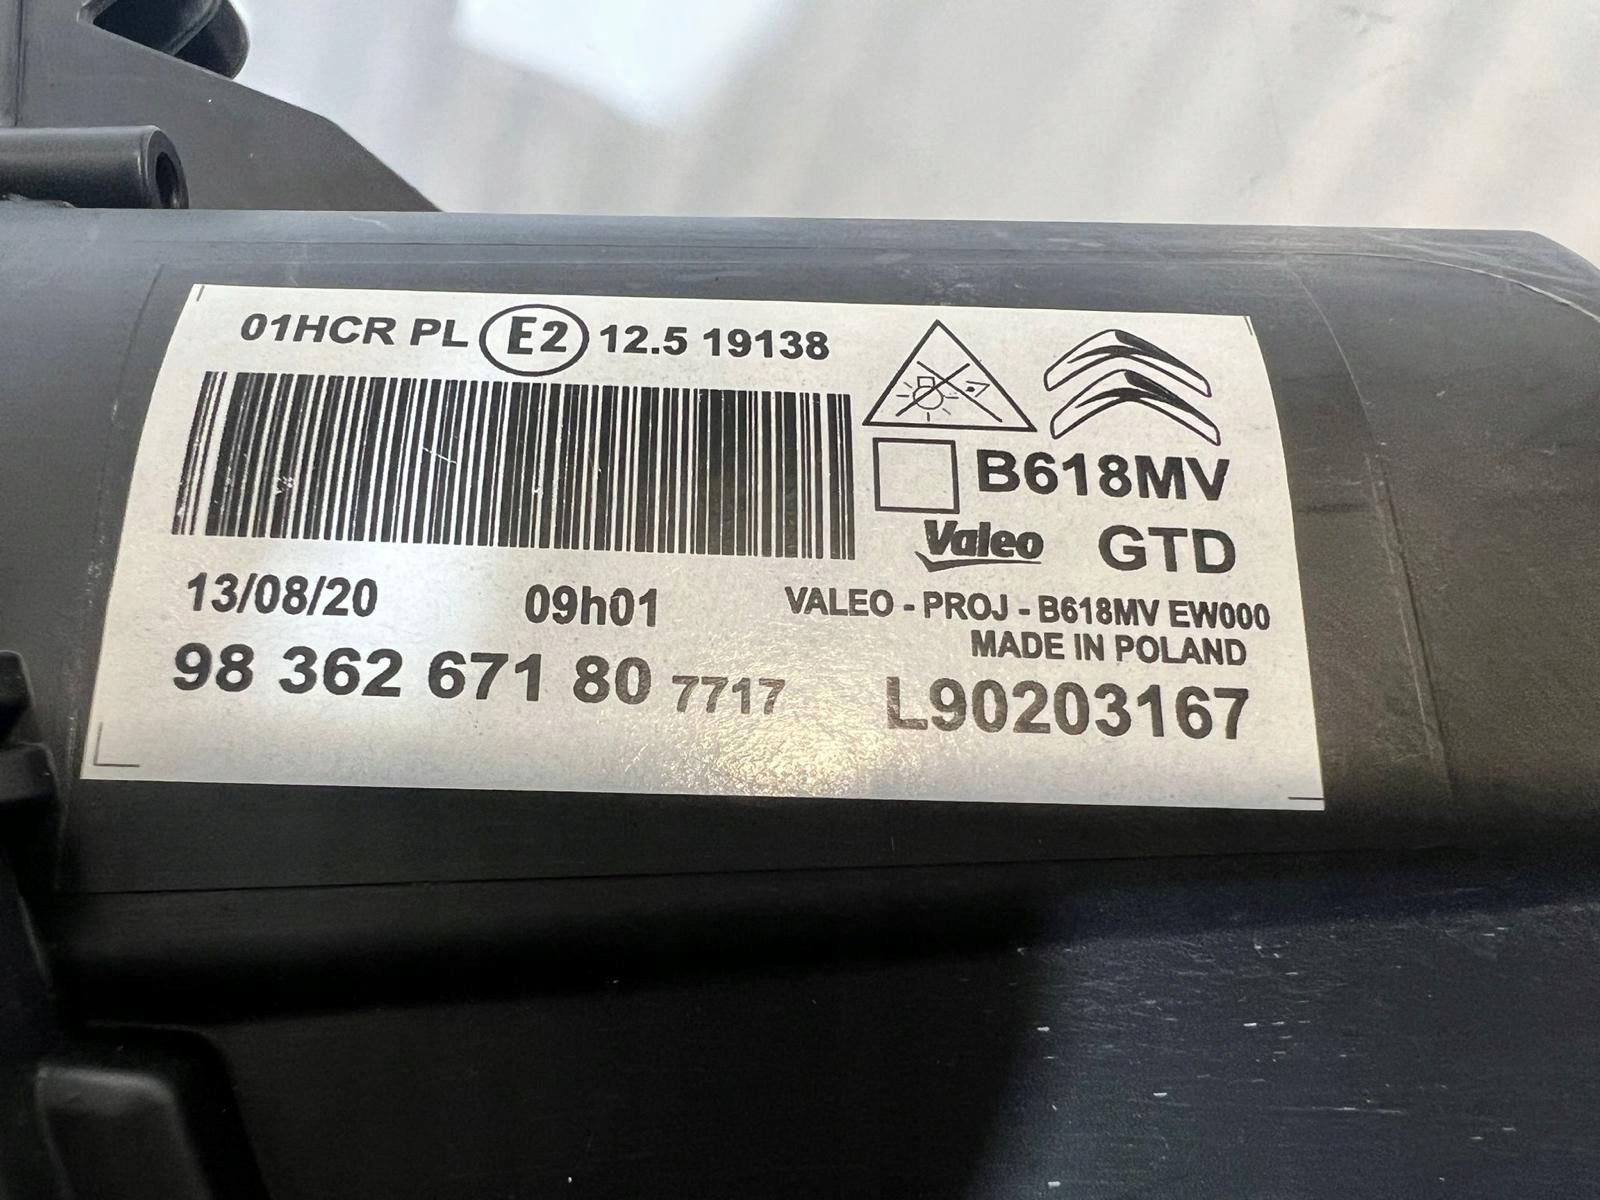 01HCR PL E2 12.5 19138
B618MV
Valeo GTD
13/08/20 09h01
VALEO - PROJ - B618MV EW000
MADE IN POLAND
98 362 671 80 7717
L90203167